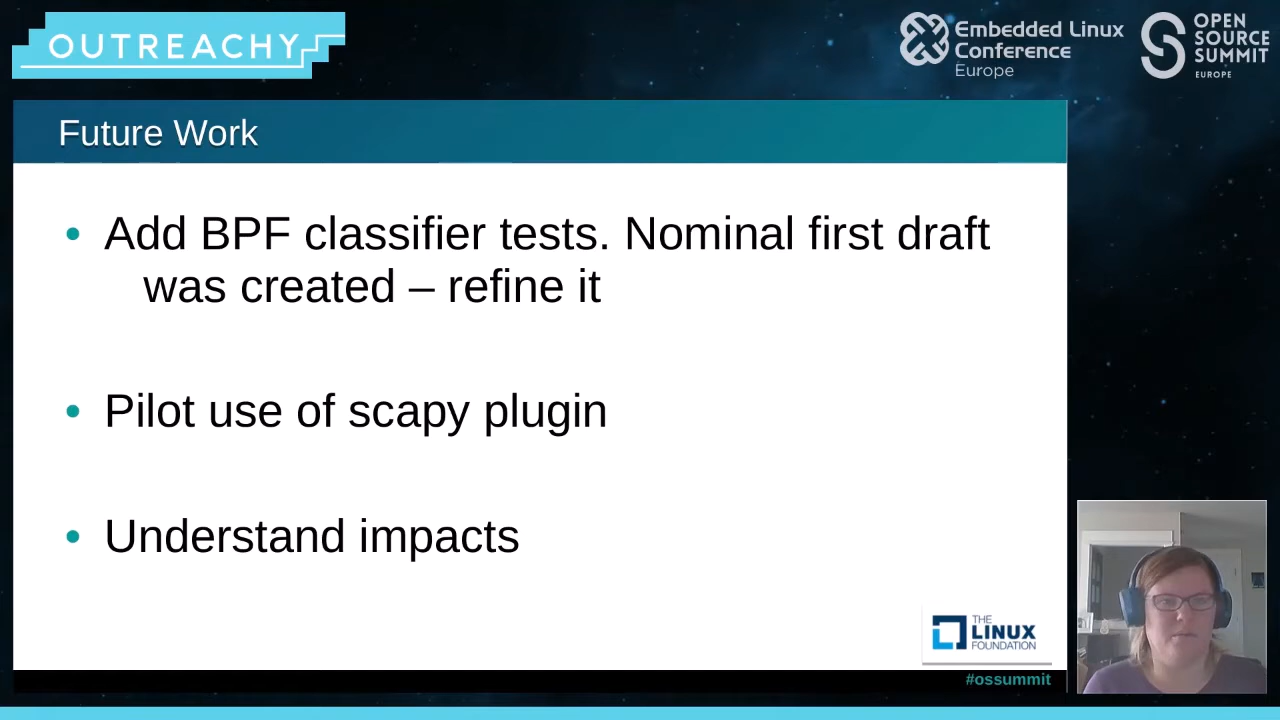 OUTREACHY
Embedded Linux
Conference
Europe
OPEN
SOURCE
SUMMIT
EUROPE
Future Work
• Add BPF classifier tests. Nominal first draft
was created – refine it
• Pilot use of scapy plugin
• Understand impacts
THE
LINUX
FOUNDATION
#ossummit